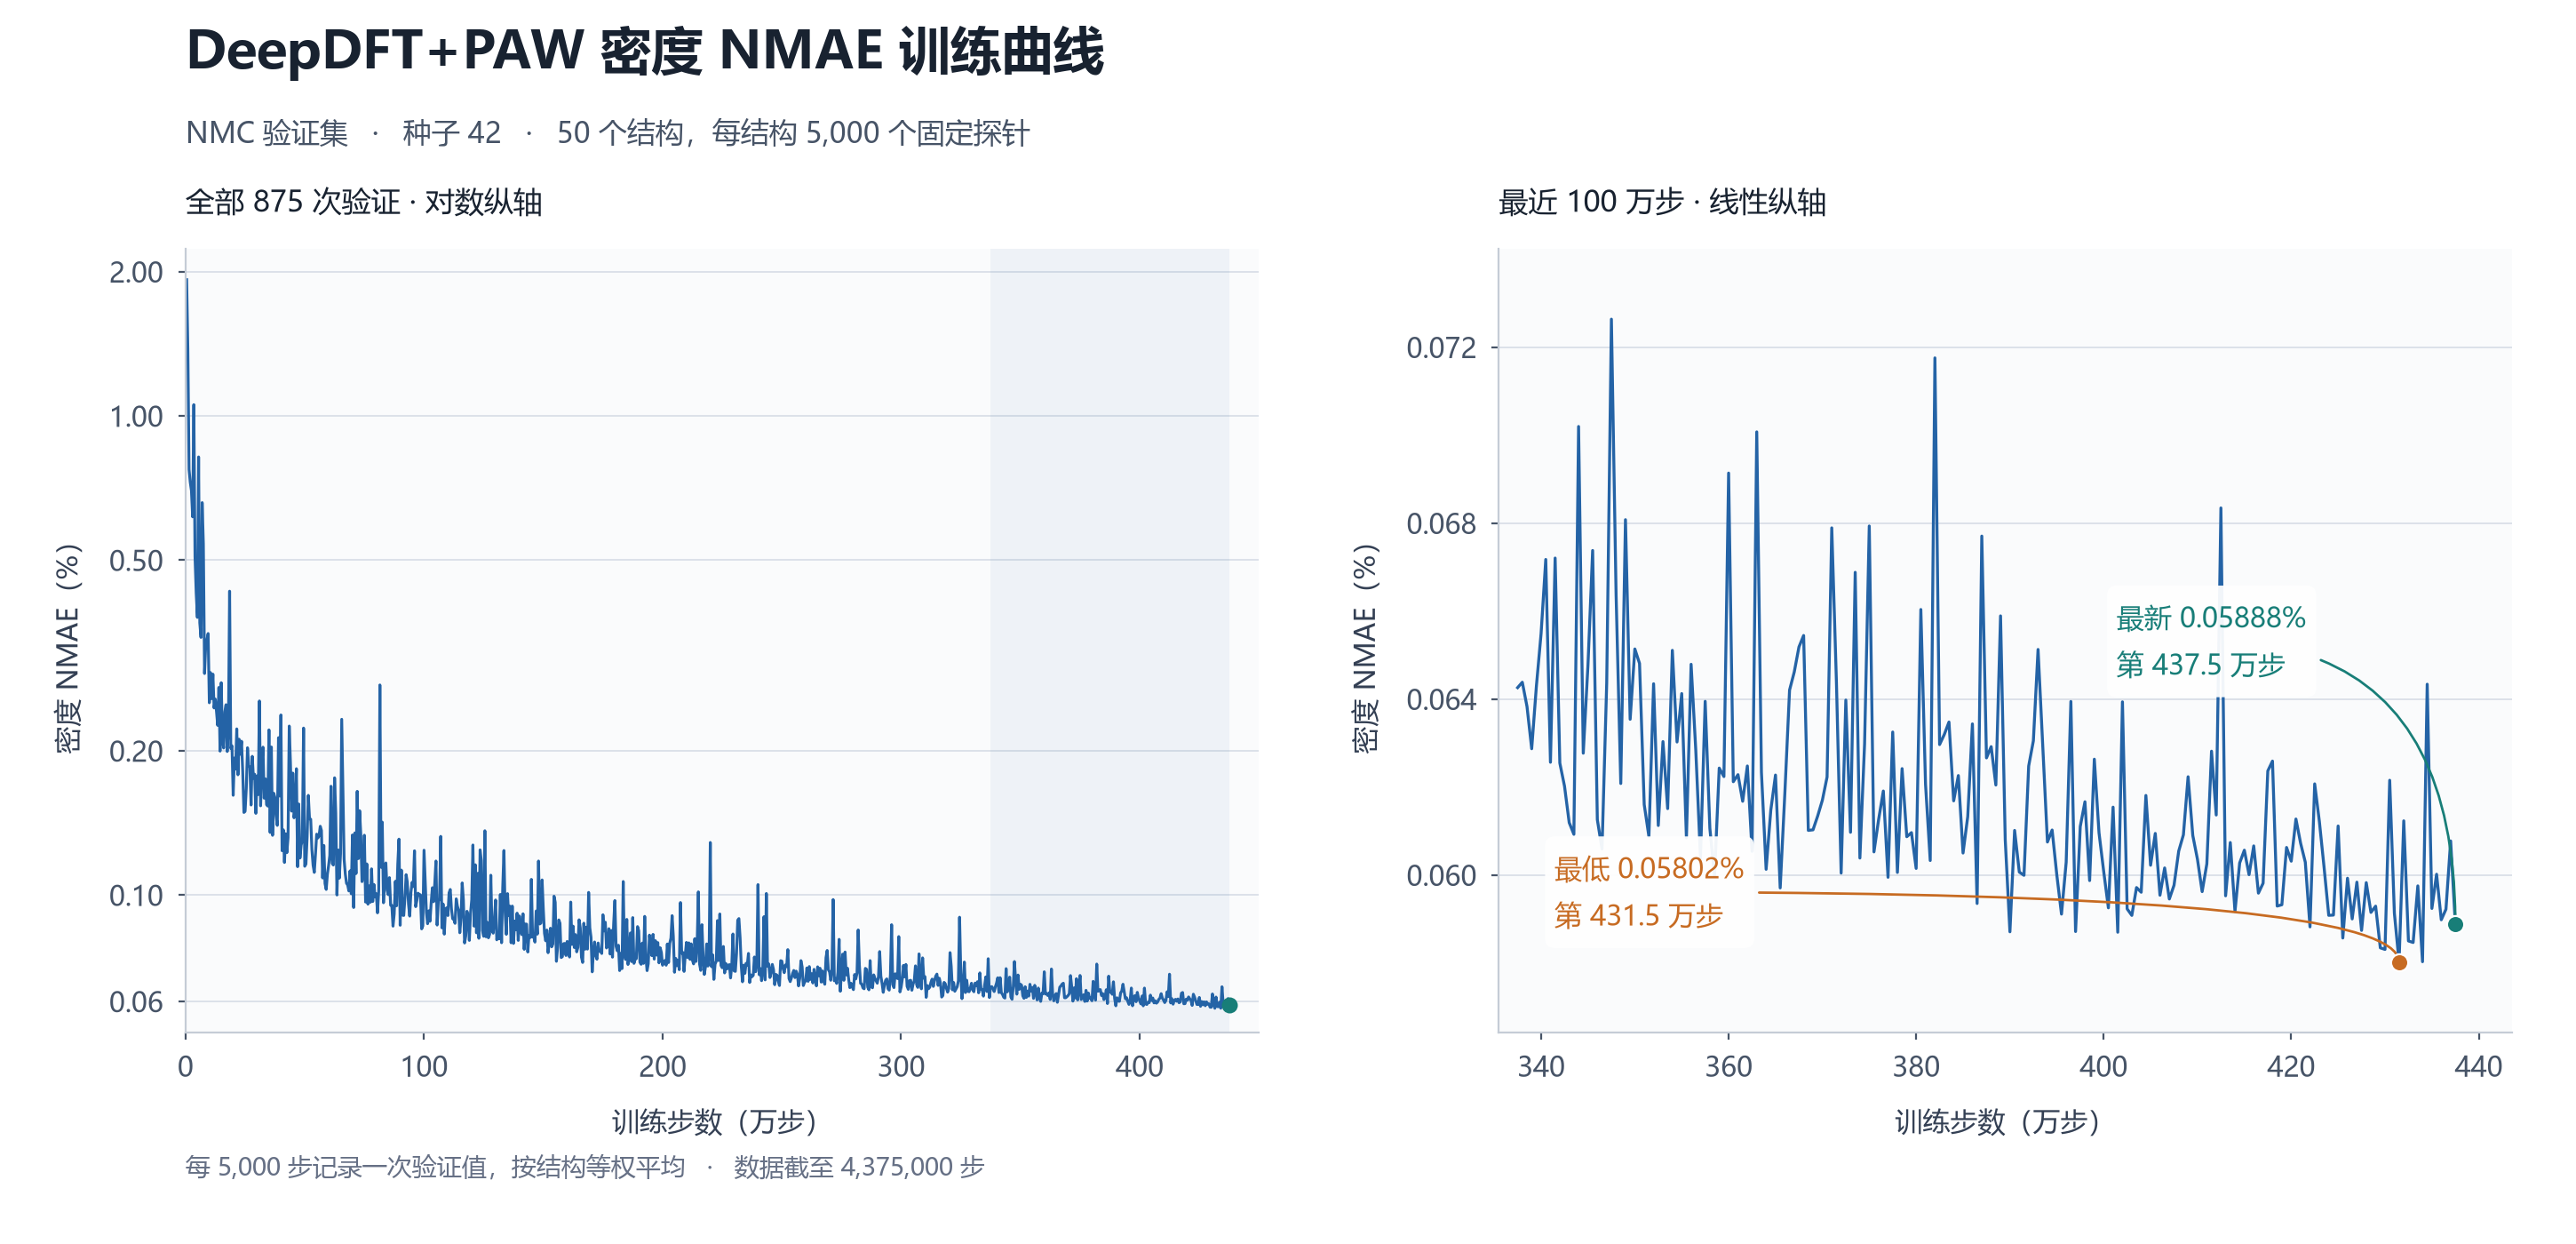 DeepDFT+PAW 密度 NMAE 训练曲线
NMC 验证集 · 种子 42 · 50 个结构，每结构 5,000 个固定探针
全部 875 次验证 · 对数纵轴
2.00
1.00
0.50
0.20
0.10
0.06
密度 NMAE（%）
0
100
200
300
400
训练步数（万步）
最近 100 万步 · 线性纵轴
0.072
0.068
0.064
0.060
密度 NMAE（%）
最新 0.05888%
第 437.5 万步
最低 0.05802%
第 431.5 万步
340
360
380
400
420
440
训练步数（万步）
每 5,000 步记录一次验证值，按结构等权平均 · 数据截至 4,375,000 步